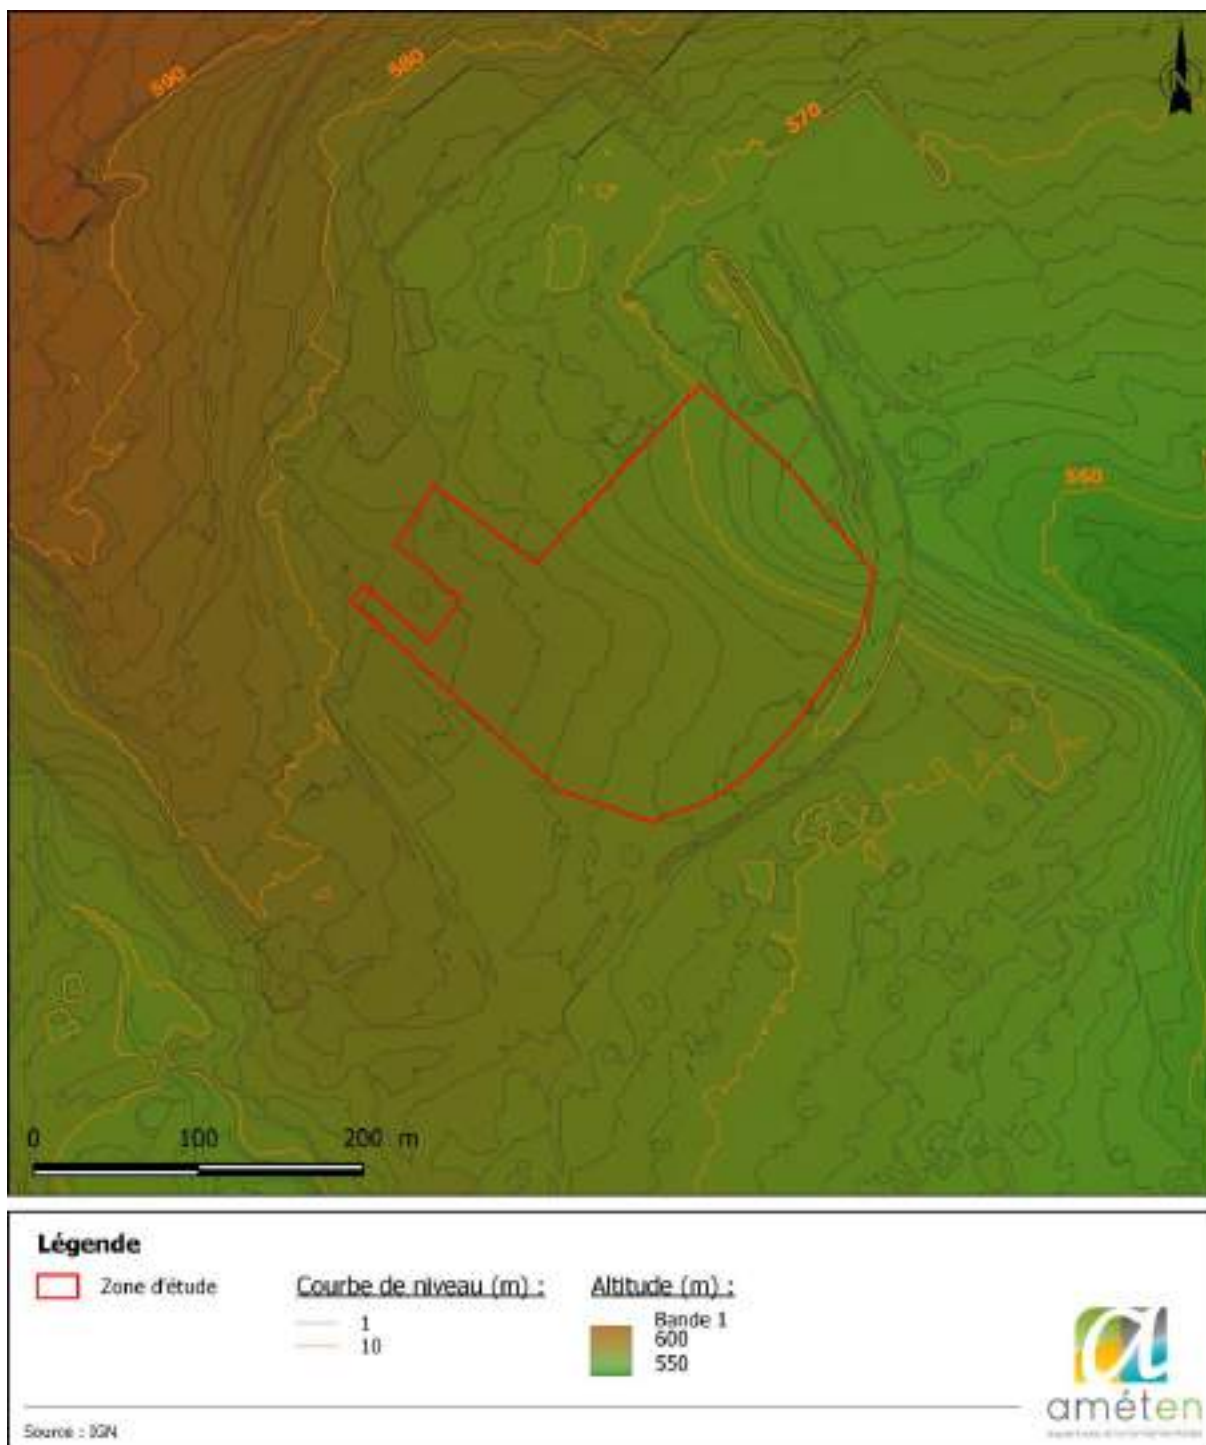 590
580
570
N
560
0 100 200 m
Légende
Zone d'étude
Courbe de niveau (m) :
1
10
Altitude (m) :
Bande 1
600
550
Source : IGN
améten